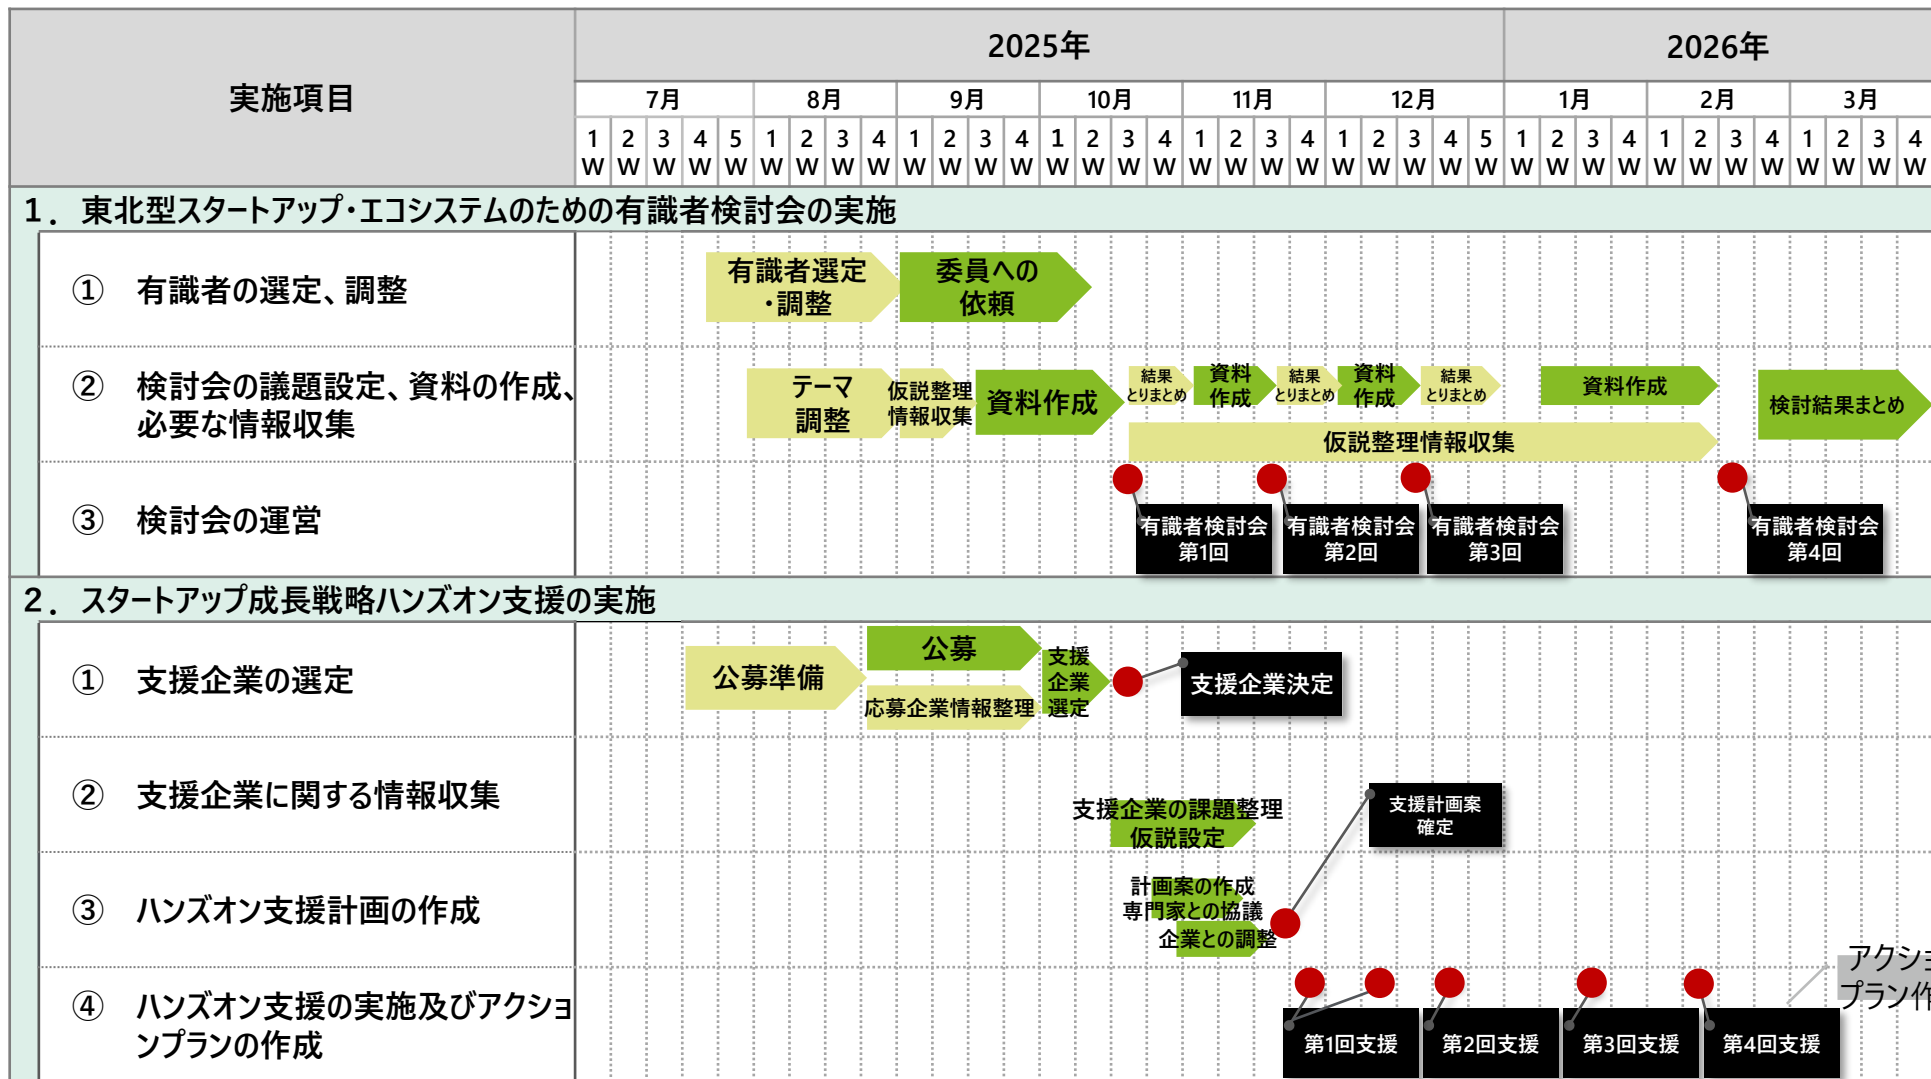 実施項目
2025年
2026年
7月 8月 9月 10月 11月 12月 1月 2月 3月
1 2 3 4 5 1 2 3 4 1 2 3 4 1 2 3 4 1 2 3 4 1 2 3 4 5 1 2 3 4 1 2 3 4 1 2 3 4
W W W W W W W W W W W W W W W W W W W W W W W W W W W W W W W W W W W W W W
1. 東北型スタートアップ・エコシステムのための有識者検討会の実施
① 有識者の選定、調整
有識者選定
・調整
委員への
依頼
② 検討会の議題設定、資料の作成、
必要な情報収集
テーマ
調整
仮説整理
情報収集
資料作成
結果
とりまとめ
資料
作成
結果
とりまとめ
資料
作成
結果
とりまとめ
資料作成
検討結果まとめ
仮説整理情報収集
③ 検討会の運営
有識者検討会
第1回
有識者検討会
第2回
有識者検討会
第3回
有識者検討会
第4回
2. スタートアップ成長戦略ハンズオン支援の実施
① 支援企業の選定
公募準備
公募
応募企業情報整理
支援
企業
選定
支援企業決定
② 支援企業に関する情報収集
支援企業の課題整理
仮説設定
支援計画案
確定
③ ハンズオン支援計画の作成
計画案の作成
専門家との協議
企業との調整
④ ハンズオン支援の実施及びアクショ
ンプランの作成
第1回支援
第2回支援
第3回支援
第4回支援
アクショ
プラン作